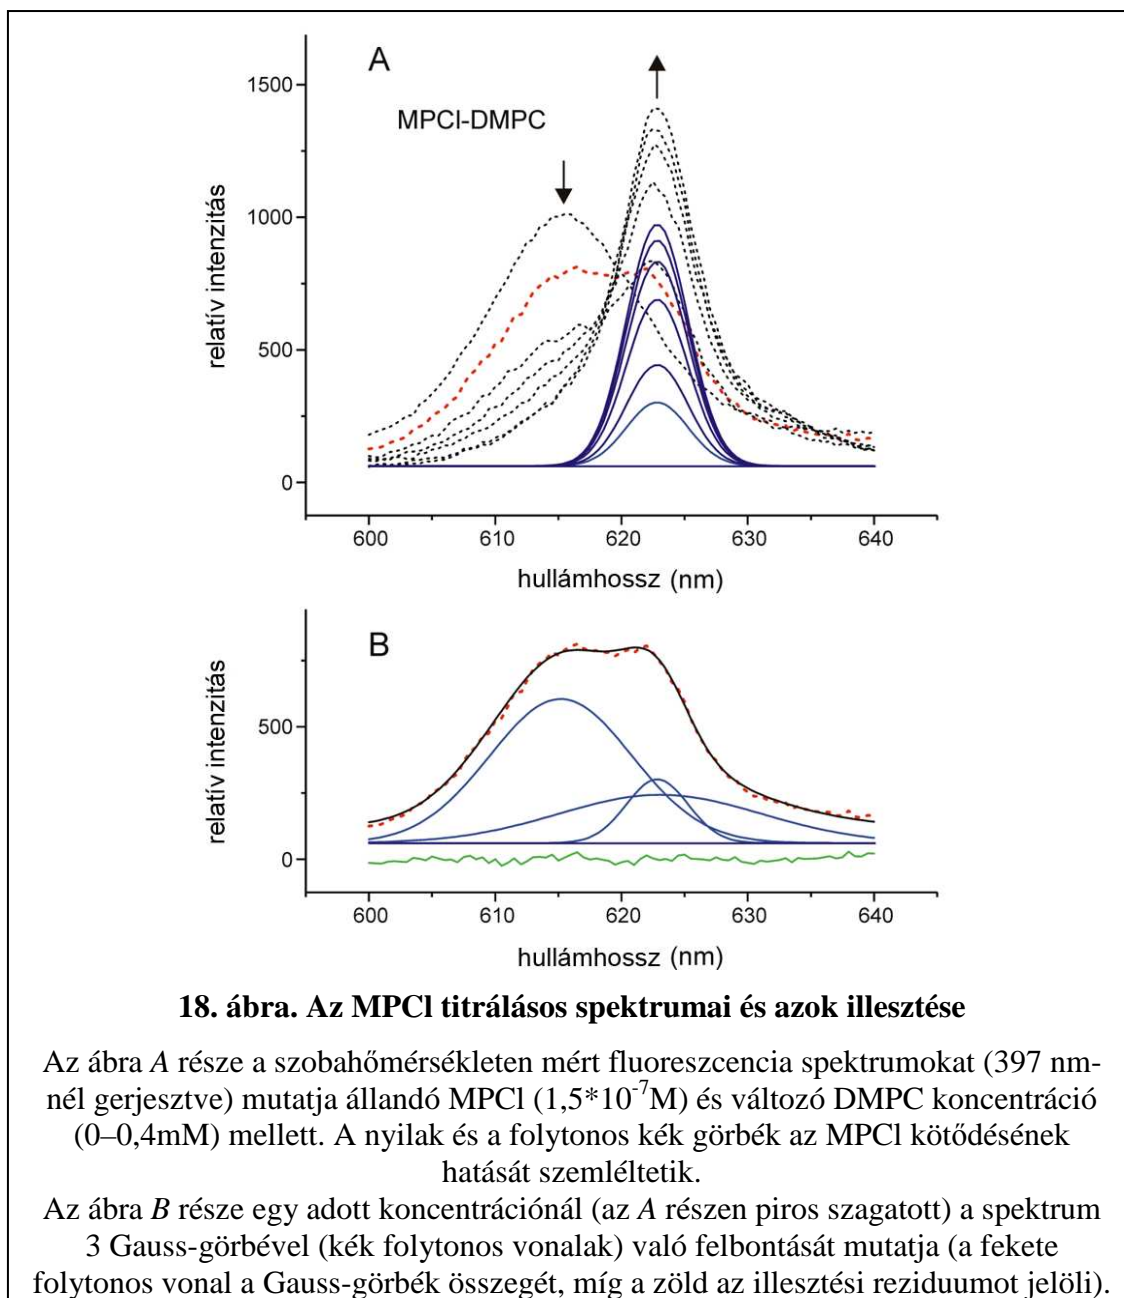 A
MPCl-DMPC
1500
1000
500
0
relatív intenzitás
600 610 620 630 640
hullámhossz (nm)
B
500
0
relatív intenzitás
600 610 620 630 640
hullámhossz (nm)
18. ábra. Az MPCl titrálásos spektrumai és azok illesztése
Az ábra A része a szobahőmérsékleten mért fluoreszcencia spektrumokat (397 nm-
nél gerjesztve) mutatja állandó MPCl (1,5*10⁻⁷M) és változó DMPC koncentráció
(0–0,4mM) mellett. A nyilak és a folytonos kék görbék az MPCl kötődésének
hatását szemléltetik.
Az ábra B része egy adott koncentrációnál (az A részen piros szagatott) a spektrum
3 Gauss-görbével (kék folytonos vonalak) való felbontását mutatja (a fekete
folytonos vonal a Gauss-görbék összegét, míg a zöld az illesztési reziduumot jelöli).